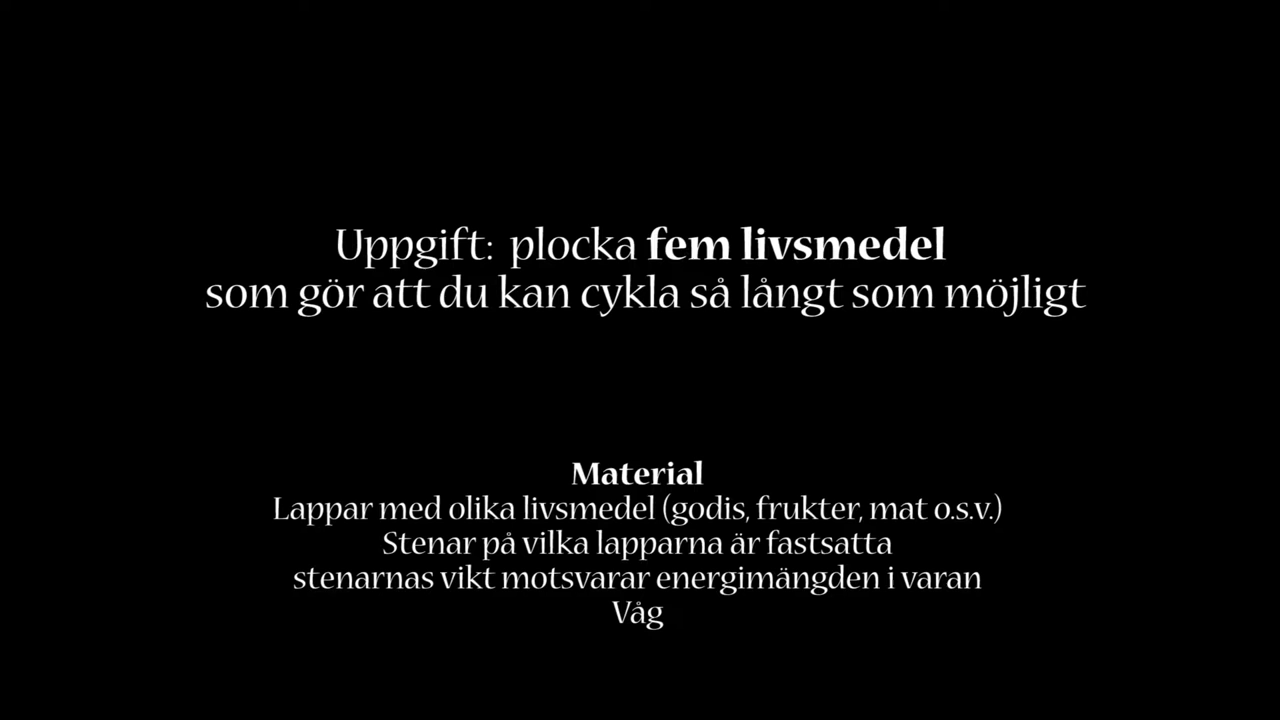 Uppgift: plocka fem livsmedel
som gör att du kan cykla så långt som möjligt
Material
Lappar med olika livsmedel (godis, frukter, mat o.s.v.)
Stenar på vilka lapparna är fastsatta
stenarnas vikt motsvarar energimängden i varan
Våg